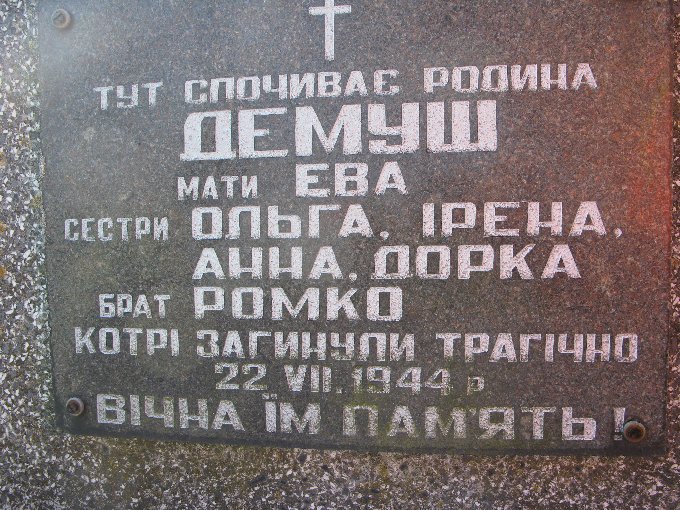 ТУТ СПОЧИВАЄ РОДИНА
ДЕМУШ
МАТИ ЕВА
СЕСТРИ ОЛЬГА, ІРЕНА,
АННА, ДОРКА
БРАТ РОМКО
КОТРІ ЗАГИНУЛИ ТРАГІЧНО
22 VII. 1944 р
ВІЧНА ЇМ ПАМ'ЯТЬ!